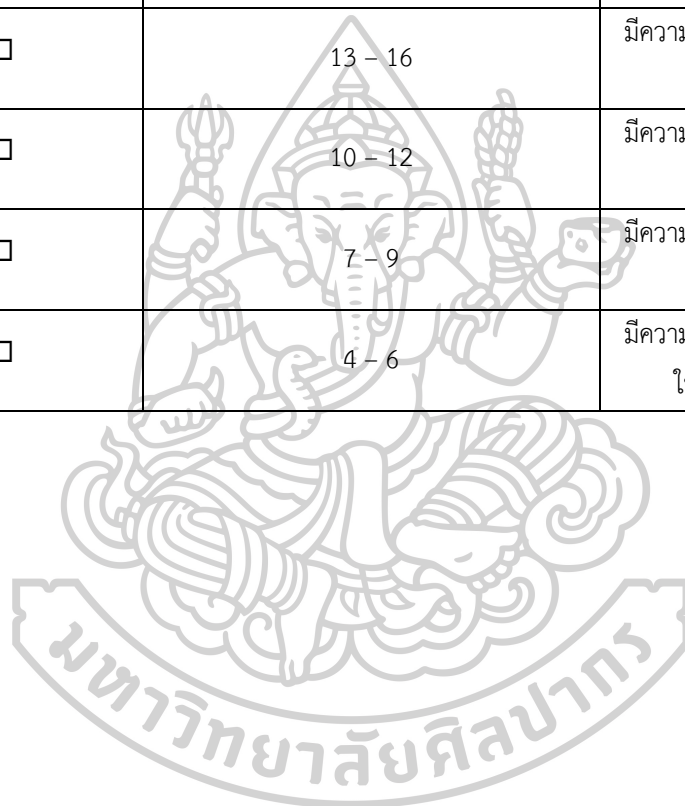 13 – 16
มีความ
10 – 12
มีความ
7 – 9
มีความ
4 – 6
มีความ
มหาวิทยาลัยศิลปากร